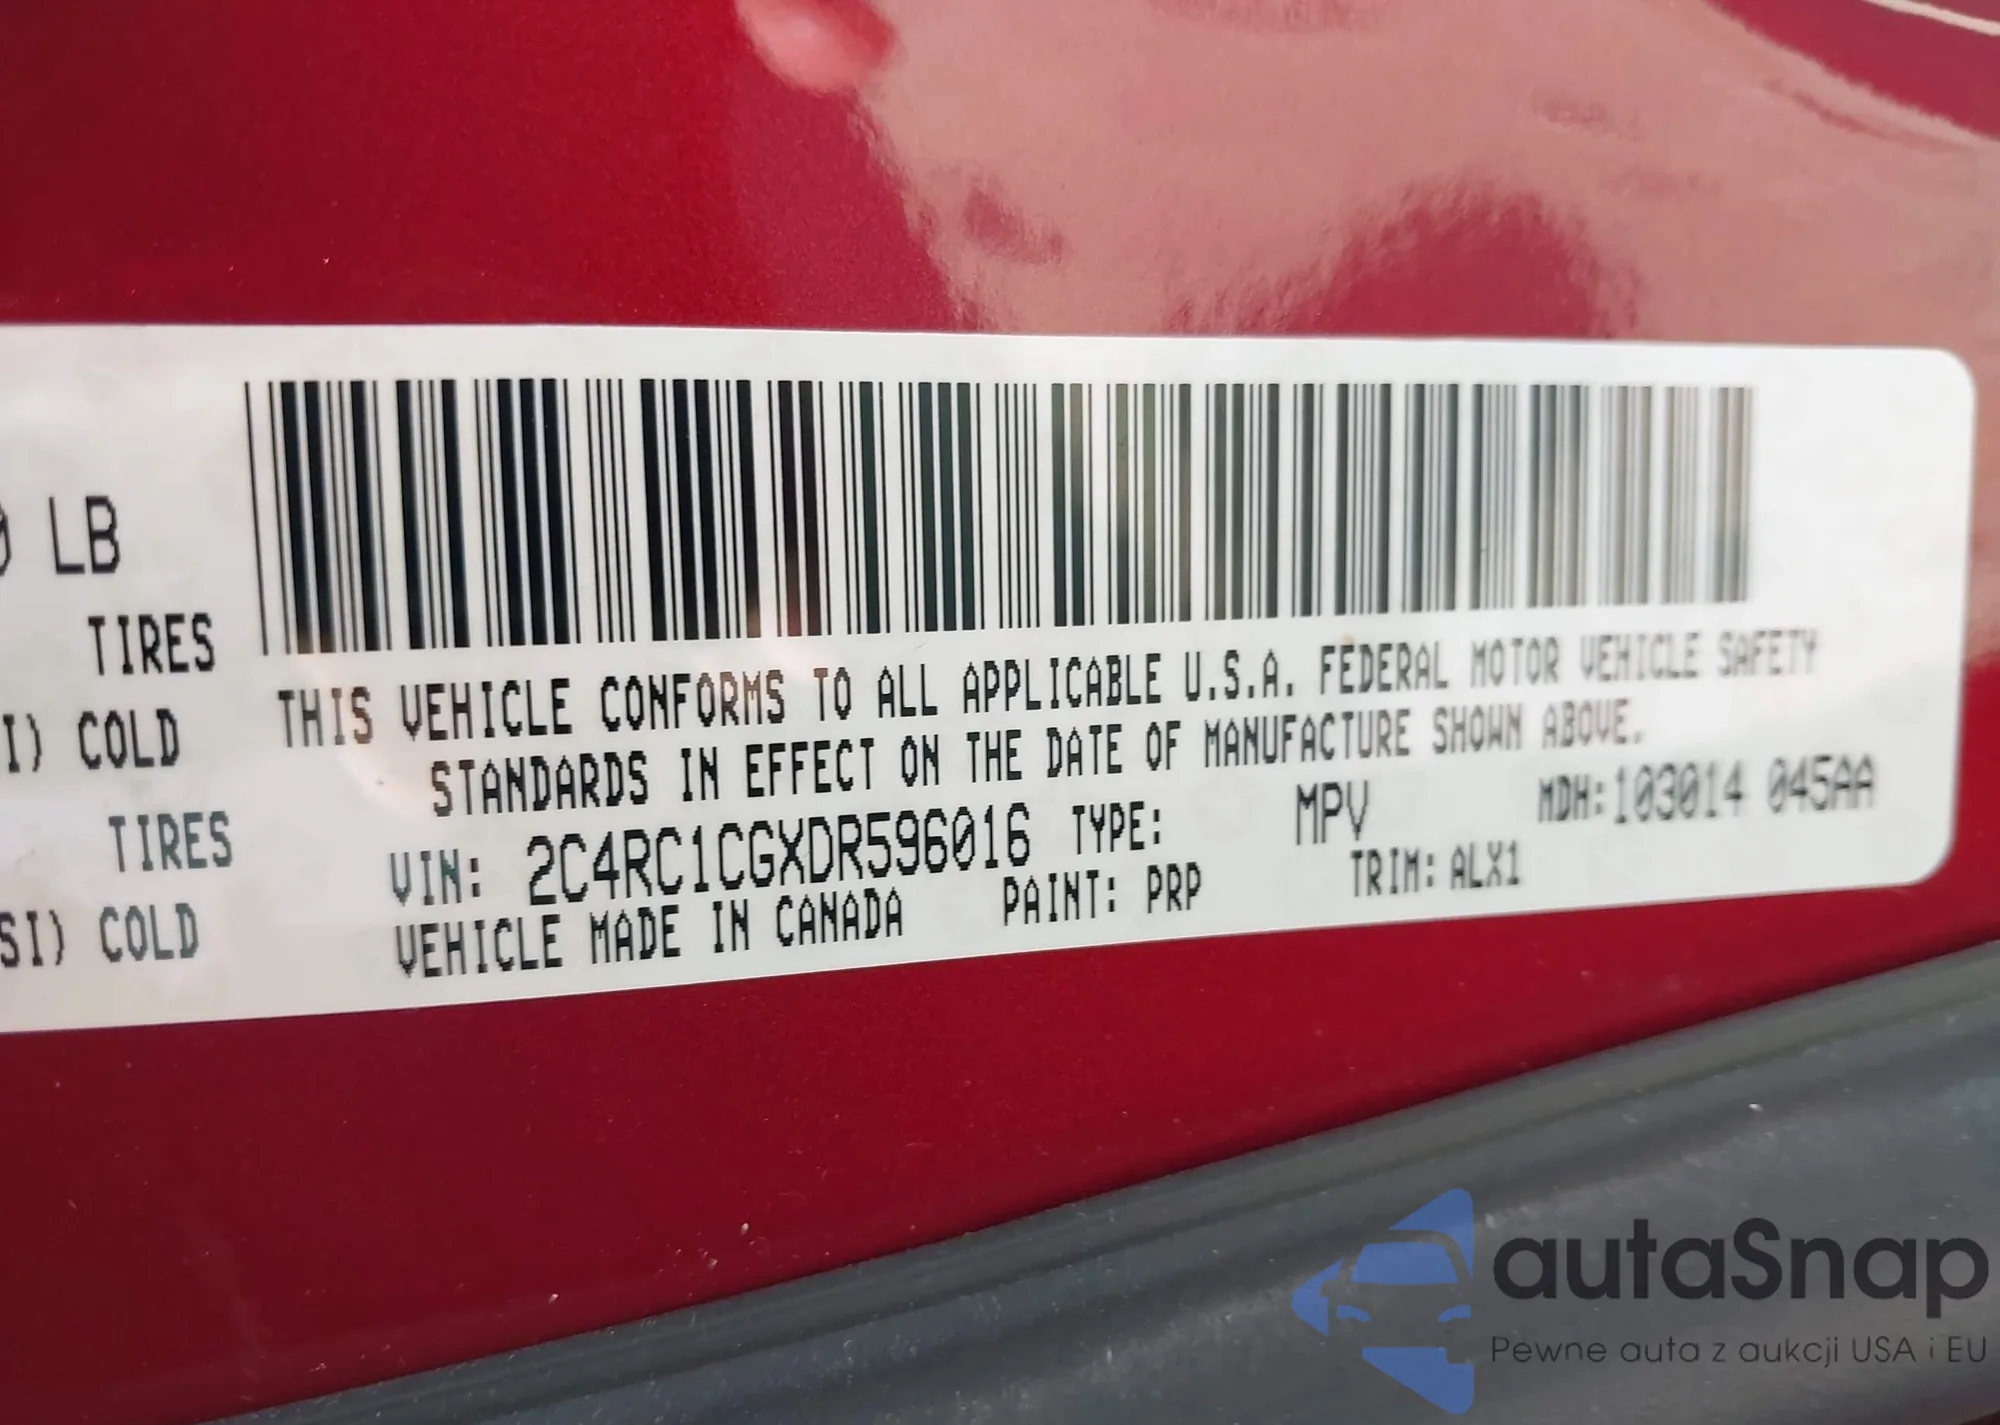 LB
TIRES
I) COLD
TIRES
SI) COLD
THIS VEHICLE CONFORMS TO ALL APPLICABLE U.S.A. FEDERAL MOTOR VEHICLE SAFETY
STANDARDS IN EFFECT ON THE DATE OF MANUFACTURE SHOWN ABOVE.
VIN: 2C4RC1CGXDR596016 TYPE: MPV MDH:103014 045AA
VEHICLE MADE IN CANADA PAINT: PRP TRIM: ALX1
autaSnap
Pewne auta z aukcji USA i EU